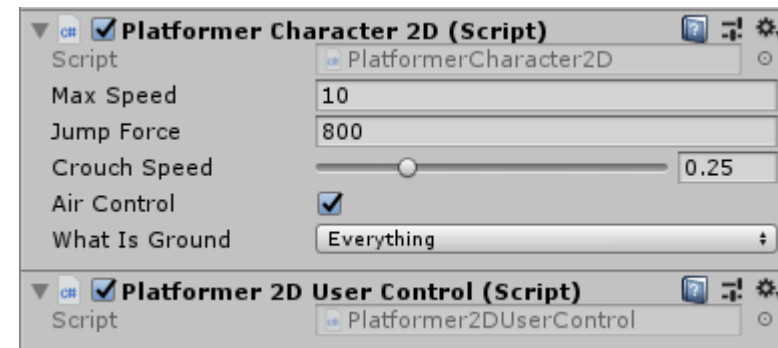 Platformer Character 2D (Script)
Script PlatformerCharacter2D
Max Speed 10
Jump Force 800
Crouch Speed 0.25
Air Control
What Is Ground Everything
Platformer 2D User Control (Script)
Script Platformer2DUserControl